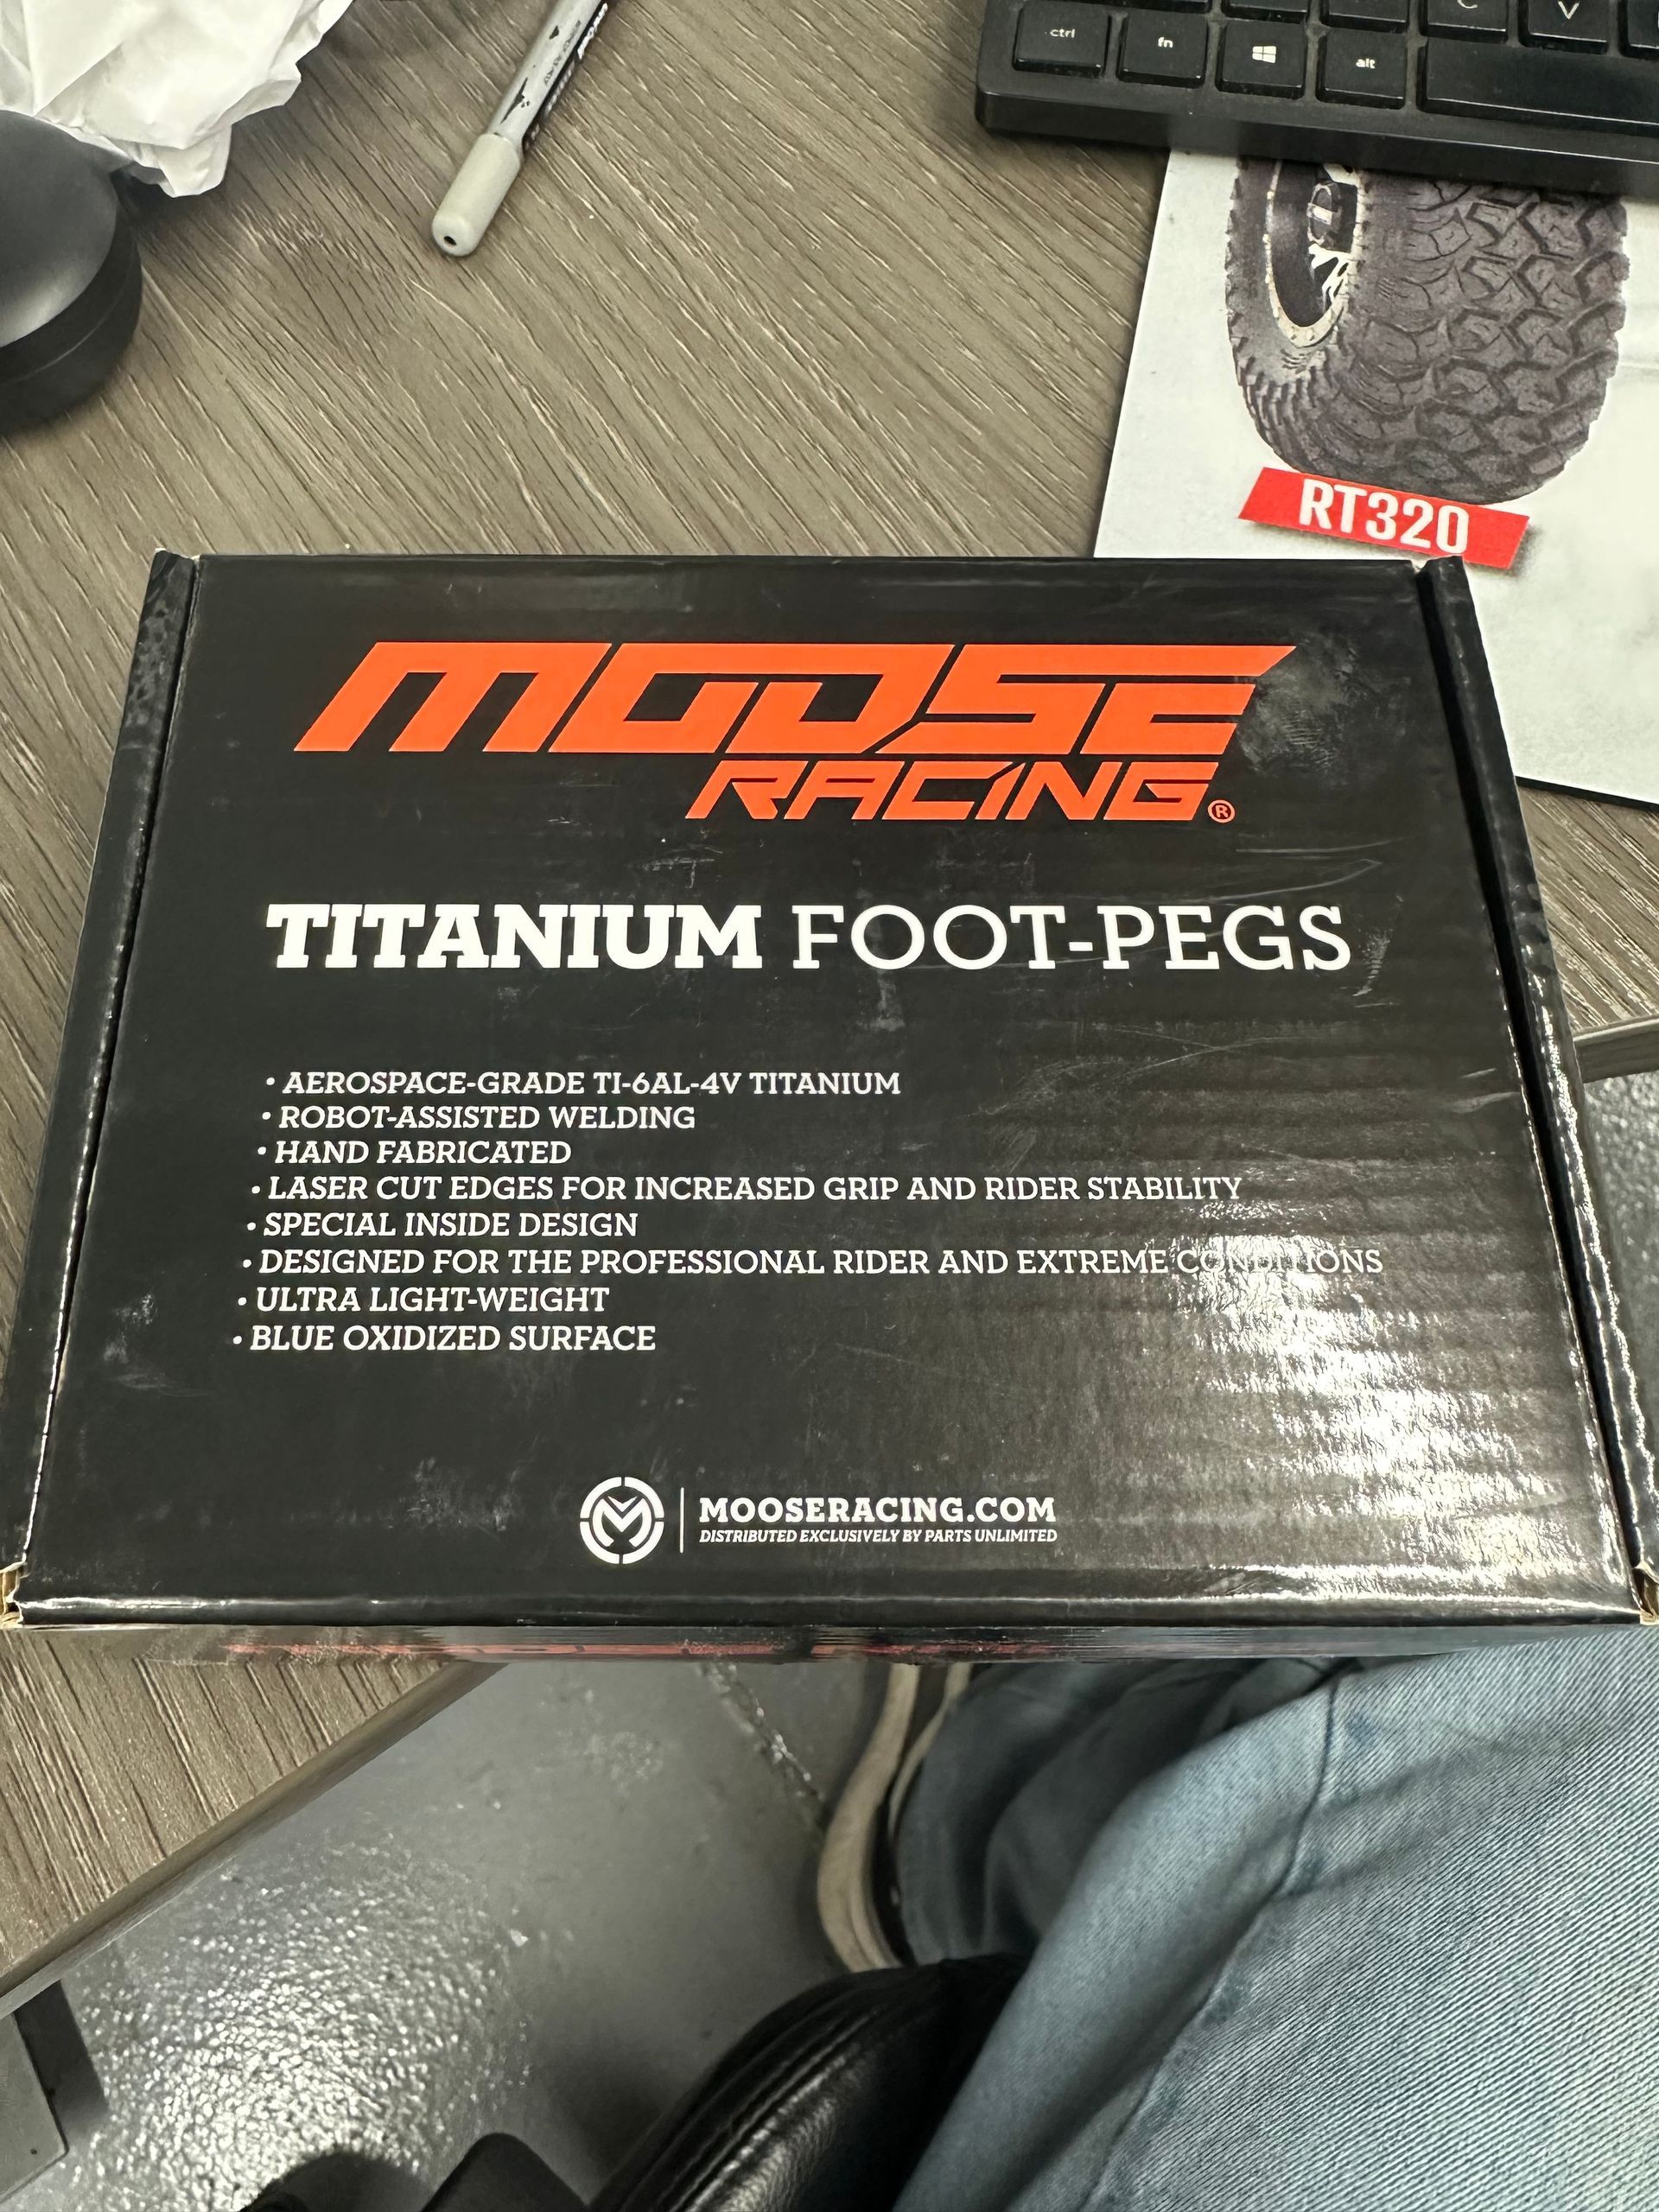 ctrl
fn
alt
C
V
RT320
MOOSE
RACING®
TITANIUM FOOT-PEGS
• AEROSPACE-GRADE TI-6AL-4V TITANIUM
• ROBOT-ASSISTED WELDING
• HAND FABRICATED
• LASER CUT EDGES FOR INCREASED GRIP AND RIDER STABILITY
• SPECIAL INSIDE DESIGN
• DESIGNED FOR THE PROFESSIONAL RIDER AND EXTREME CONDITIONS
• ULTRA LIGHT-WEIGHT
• BLUE OXIDIZED SURFACE
MOOSERACING.COM
DISTRIBUTED EXCLUSIVELY BY PARTS UNLIMITED